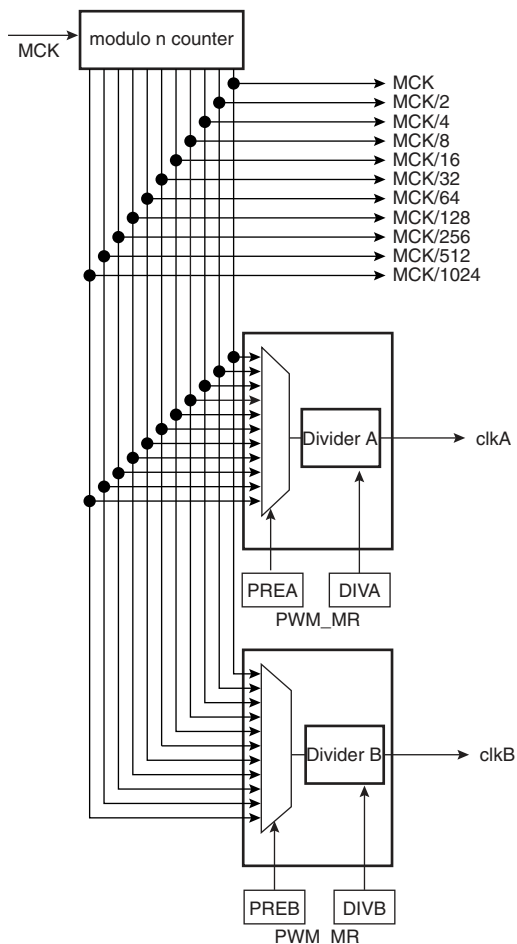 modulo n counter
MCK
MCK
MCK/2
MCK/4
MCK/8
MCK/16
MCK/32
MCK/64
MCK/128
MCK/256
MCK/512
MCK/1024
Divider A
clkA
PREA
DIVA
PWM_MR
Divider B
clkB
PREB
DIVB
PWM_MR